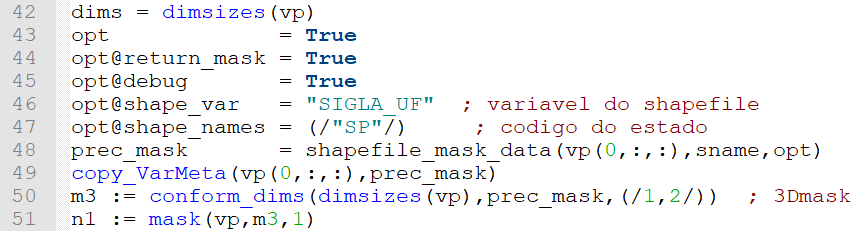 42 dims = dimsizes(vp)
43 opt             = True
44 opt@return_mask = True
45 opt@debug       = True
46 opt@shape_var   = "SIGLA_UF"  ; variavel do shapefile
47 opt@shape_names = (/"SP"/)     ; codigo do estado
48 prec_mask       = shapefile_mask_data(vp(0,:,:),sname,opt)
49 copy_VarMeta(vp(0,:,:),prec_mask)
50 m3 := conform_dims(dimsizes(vp),prec_mask,(/1,2/))  ; 3Dmask
51 n1 := mask(vp,m3,1)